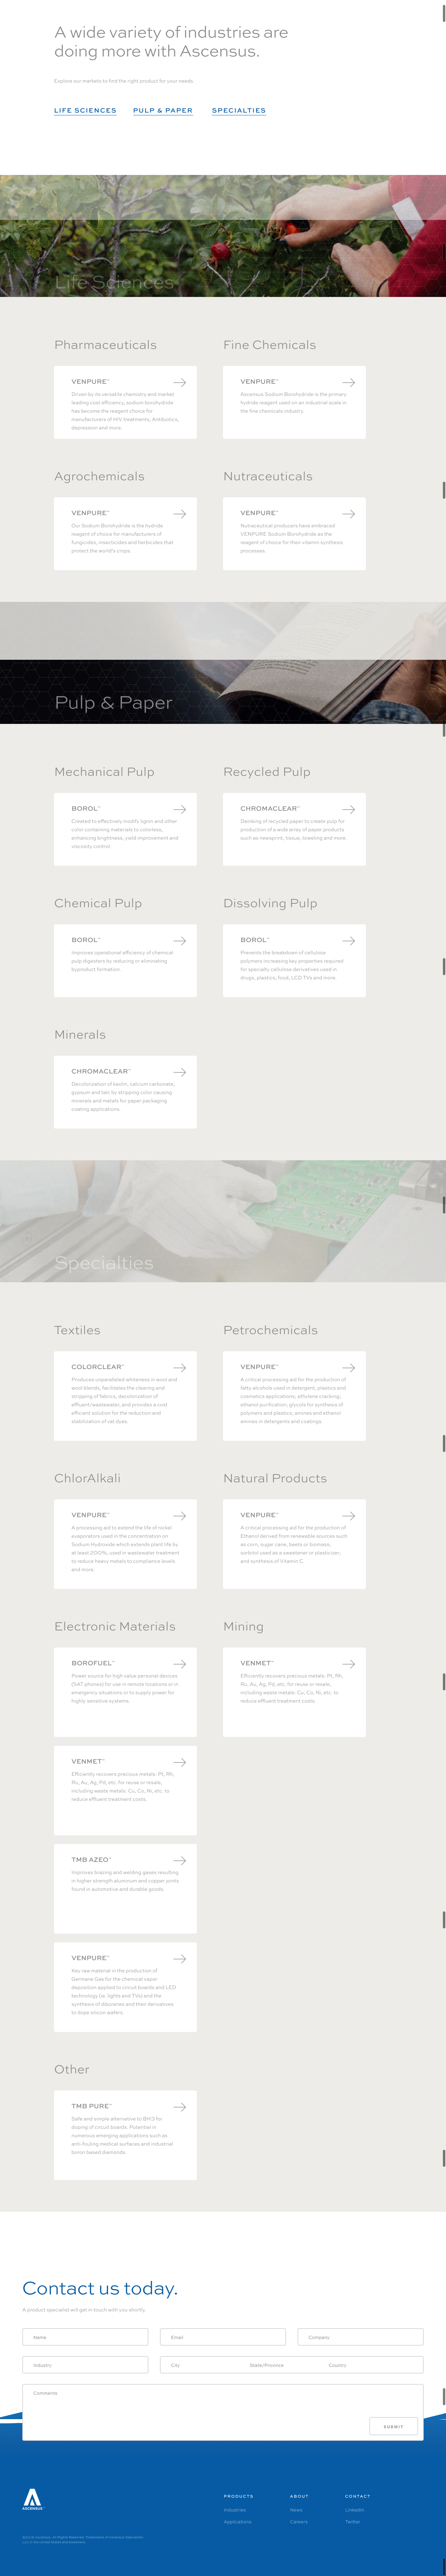 A wide variety of industries are
doing more with Ascensus.
Explore our markets to find the right product for your needs.
LIFE SCIENCES
PULP & PAPER
SPECIALTIES
Life Sciences
Pharmaceuticals
VENPURE™
Driven by its versatile chemistry and market
leading cost efficiency, sodium borohydride
has become the reagent choice for
manufacturers of HIV treatments, Antibiotics,
depression and more.
Fine Chemicals
VENPURE™
Ascensus Sodium Borohydride is the primary
hydride reagent used on an industrial scale in
the fine chemicals industry.
Agrochemicals
VENPURE™
Our Sodium Borohydride is the hydride
reagent of choice for manufacturers of
fungicides, insecticides and herbicides that
protect the world's crops.
Nutraceuticals
VENPURE™
Nutraceutical producers have embraced
VENPURE Sodium Borohydride as the
reagent of choice for their vitamin synthesis
processes.
Pulp & Paper
Mechanical Pulp
BOROL™
Created to effectively modify lignin and other
color-containing materials to colorless,
enhancing brightness, yield improvement and
viscosity control.
Recycled Pulp
CHROMACLEAR™
Deinking of recycled paper to create pulp for
production of a wide array of paper products
such as newsprint, tissue, toweling and more.
Chemical Pulp
BOROL™
Improves operational efficiency of chemical
pulp digesters by reducing or eliminating
byproduct formation.
Dissolving Pulp
BOROL™
Prevents the breakdown of cellulose
polymers increasing key properties required
for specialty cellulose derivatives used in
drugs, plastics, food, LCD TVs and more.
Minerals
CHROMACLEAR™
Decolorization of kaolin, calcium carbonate,
gypsum and talc by stripping color causing
minerals and metals for paper packaging
coating applications.
Specialties
Textiles
COLORCLEAR™
Produces unparalleled whiteness in wool and
wool blends, facilitates the clearing and
stripping of fabrics, decolorization of
effluent/wastewater, and provides a cost
efficient solution for the reduction and
stabilization of vat dyes.
Petrochemicals
VENPURE™
A critical processing aid for the production of
fatty alcohols used in detergent, plastics and
cosmetics applications; ethylene cracking,
ethanol purification; glycols for synthesis of
polymers and plastics; amines and ethanol
amines in detergents and coatings.
ChlorAlkali
VENPURE™
A processing aid to extend the life of nickel
evaporators used in the concentration on
Sodium Hydroxide which extends plant life by
at least 200%, used in wastewater treatment
to reduce heavy metals to compliance levels
and more.
Natural Products
VENPURE™
A critical processing aid for the production of
Ethanol derived from renewable sources such
as corn, sugar cane, beets or biomass;
sorbitol used as a sweetener or plasticizer;
and synthesis of Vitamin C.
Electronic Materials
BOROFUEL™
Power source for high value personal devices
(SAT phones) for use in remote locations or in
emergency situations or to supply power for
highly sensitive systems.
Mining
VENMET™
Efficiently recovers precious metals: Pt, Rh,
Ru, Au, Ag, Pd, etc. for reuse or resale,
including waste metals: Cu, Co, Ni, etc. to
reduce effluent treatment costs.
VENMET™
Efficiently recovers precious metals: Pt, Rh,
Ru, Au, Ag, Pd, etc. for reuse or resale,
including waste metals: Cu, Co, Ni, etc. to
reduce effluent treatment costs.
TMB AZEO™
Improves brazing and welding gases resulting
in higher strength aluminum and copper joints
found in automotive and durable goods.
VENPURE™
Key raw material in the production of
Germane Gas for the chemical vapor
deposition applied to circuit boards and LED
technology (ie. lights and TVs) and the
synthesis of diboranes and their derivatives
to dope silicon wafers.
Other
TMB PURE™
Safe and simple alternative to BH3 for
doping of circuit boards. Potential in
numerous emerging applications such as
anti-fouling medical surfaces and industrial
boron based diamonds.
Contact us today.
A product specialist will get in touch with you shortly.
Name
Email
Company
Industry
City
State/Province
Country
Comments
SUBMIT
ASCENSUS
PRODUCTS
Industries
Applications
ABOUT
News
Careers
CONTACT
LinkedIn
Twitter